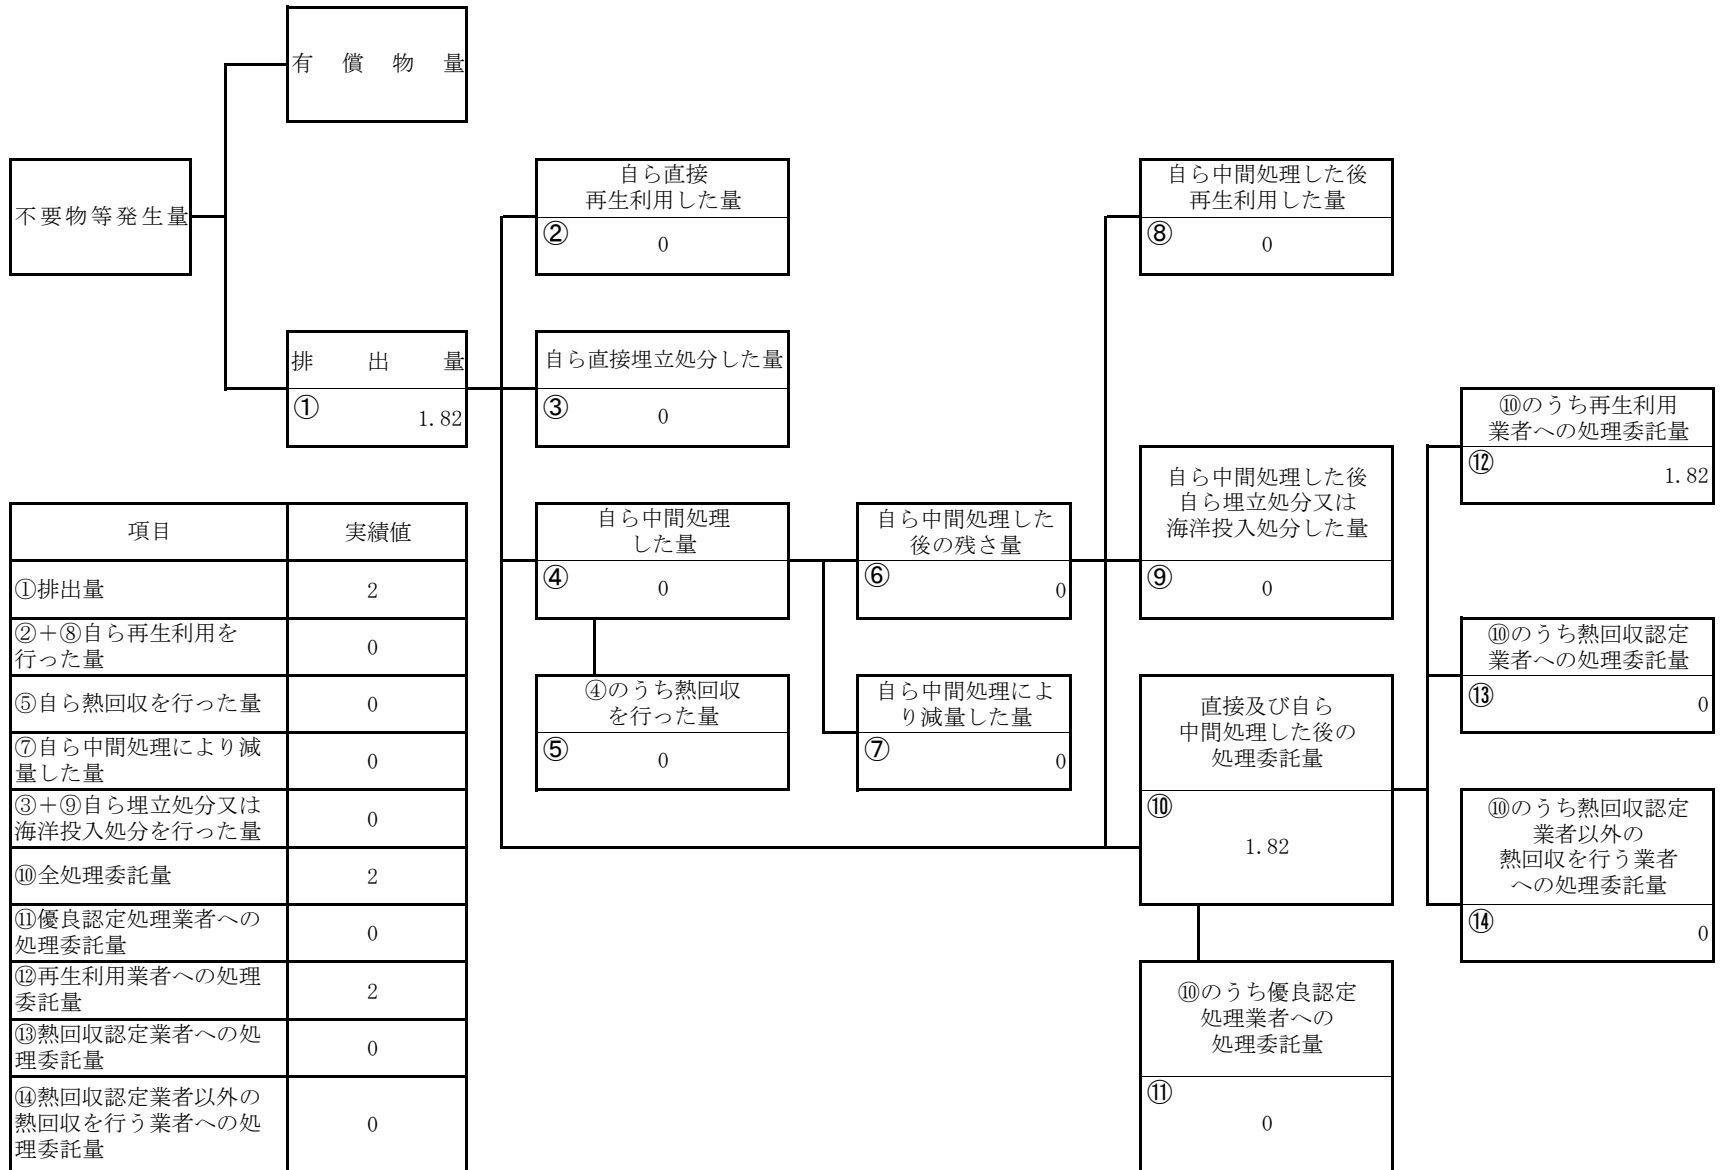 有償物量
不要物等発生量
排出量
① 1.82
自ら直接
再生利用した量
② 0
自ら直接埋立処分した量
③ 0
自ら中間処理
した量
④ 0
④のうち熱回収
を行った量
⑤ 0
自ら中間処理した
後の残さ量
⑥ 0
自ら中間処理によ
り減量した量
⑦ 0
自ら中間処理した後
再生利用した量
⑧ 0
自ら中間処理した後
自ら埋立処分又は
海洋投入処分した量
⑨ 0
直接及び自ら
中間処理した後の
処理委託量
⑩
1.82
⑩のうち優良認定
処理業者への
処理委託量
⑪
0
⑩のうち再生利用
業者への処理委託量
⑫ 1.82
⑩のうち熱回収認定
業者への処理委託量
⑬ 0
⑩のうち熱回収認定
業者以外の
熱回収を行う業者
への処理委託量
⑭ 0
項目 実績値
①排出量 2
②+⑧自ら再生利用を
行った量 0
⑤自ら熱回収を行った量 0
⑦自ら中間処理により減
量した量 0
③+⑨自ら埋立処分又は
海洋投入処分を行った量 0
⑩全処理委託量 2
⑪優良認定処理業者への
処理委託量 0
⑫再生利用業者への処理
委託量 2
⑬熱回収認定業者への処
理委託量 0
⑭熱回収認定業者以外の
熱回収を行う業者への処
理委託量 0